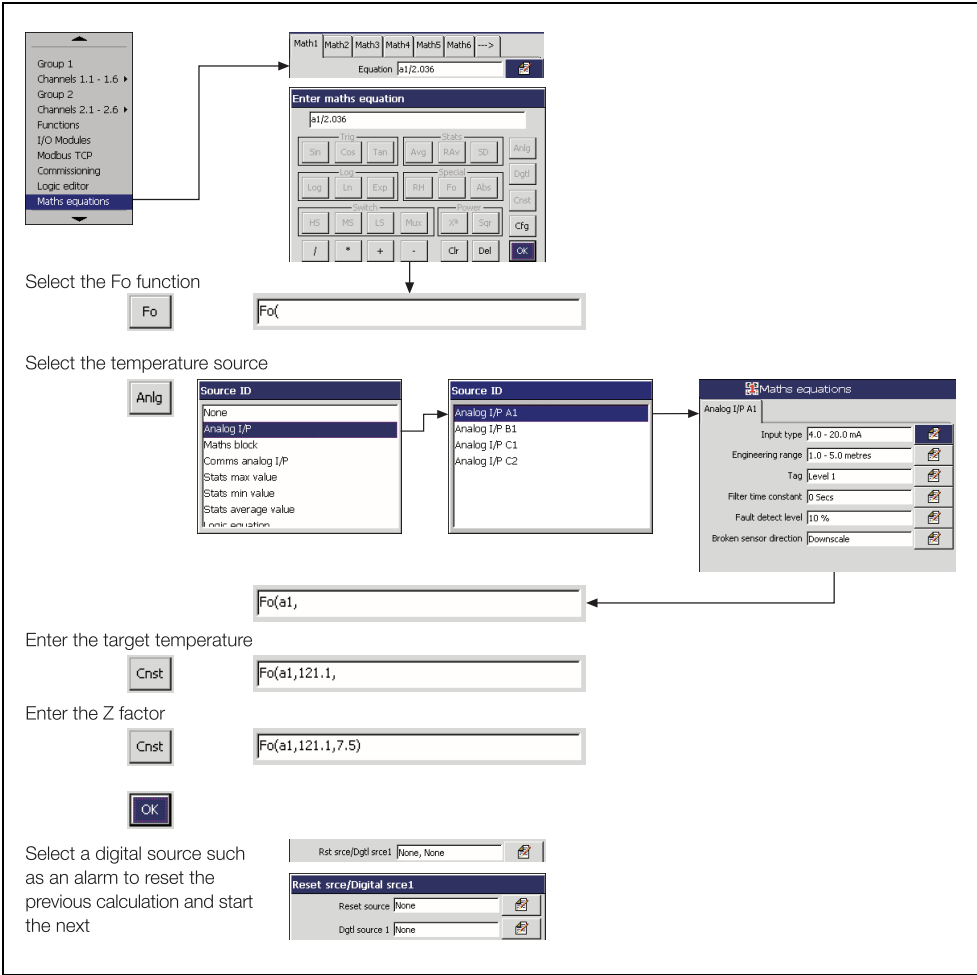 Group 1
Channels 1.1 - 1.6
Group 2
Channels 2.1 - 2.6
Functions
I/O Modules
Modbus TCP
Commissioning
Logic editor
Maths equations
Math1 Math2 Math3 Math4 Math5 Math6 --->
Equation a1/2.036
Enter maths equation
a1/2.036
Trig Stats
Sin Cos Tan Avg RAv SD Anlg
Dgtl
Log Special
Log Ln Exp RH Fo Abs
Cnst
Switch Power
HS MS LS Mux Xª Sqr Cfg
/ * + - Clr Del OK
Select the Fo function
Fo Fo(
Select the temperature source
Anlg
Source ID
None
Analog I/P
Maths block
Comms analog I/P
Stats max value
Stats min value
Stats average value
Logic equation
Source ID
Analog I/P A1
Analog I/P B1
Analog I/P C1
Analog I/P C2
Maths equations
Analog I/P A1
Input type 4.0 - 20.0 mA
Engineering range 1.0 - 5.0 metres
Tag Level 1
Filter time constant 0 Secs
Fault detect level 10 %
Broken sensor direction Downscale
Fo(a1,
Enter the target temperature
Cnst Fo(a1,121.1,
Enter the Z factor
Cnst Fo(a1,121.1,7.5)
OK
Select a digital source such
as an alarm to reset the
previous calculation and start
the next
Rst srce/Dgtl srce1 None, None
Reset srce/Digital srce1
Reset source None
Dgtl source 1 None